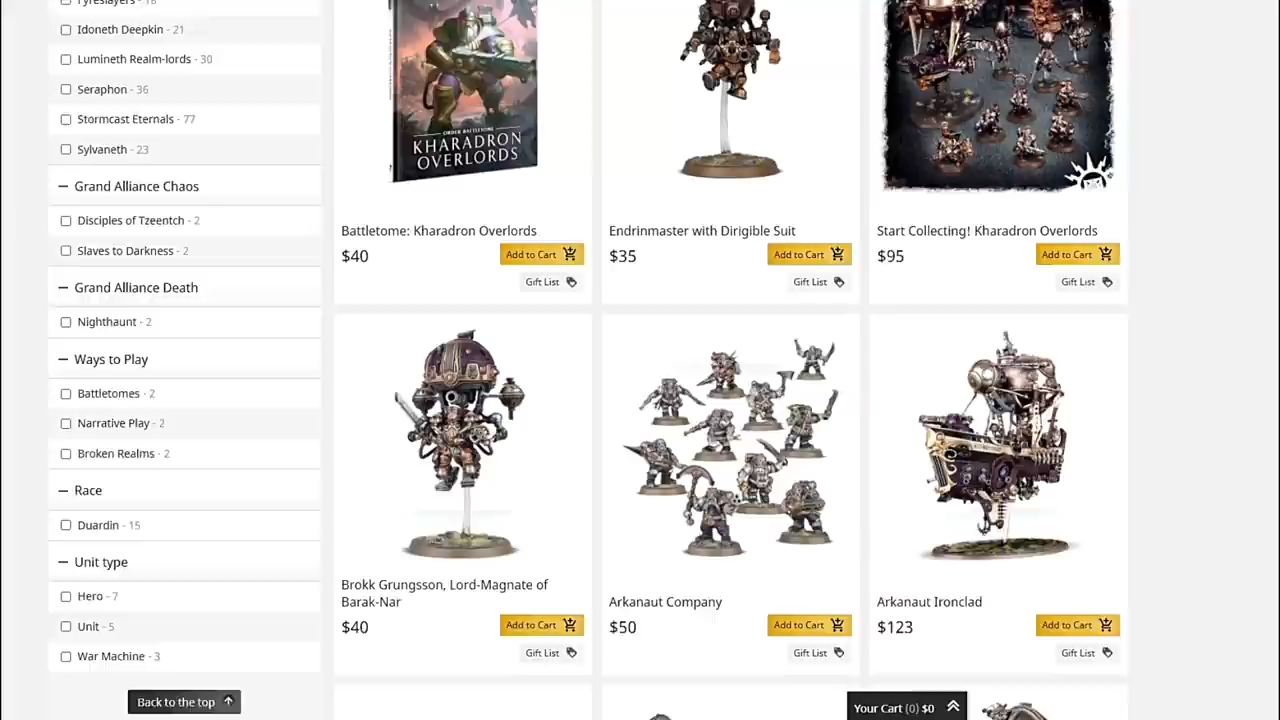 Fyreslayers - 18
Idoneth Deepkin - 21
Lumineth Realm-lords - 30
Seraphon - 36
Stormcast Eternals - 77
Sylvaneth - 23
Grand Alliance Chaos
Disciples of Tzeentch - 2
Slaves to Darkness - 2
Grand Alliance Death
Nighthaunt - 2
Ways to Play
Battletomes - 2
Narrative Play - 2
Broken Realms - 2
Race
Duardin - 15
Unit type
Hero - 7
Unit - 5
War Machine - 3
Back to the top
ORDER BATTLETOME
KHARADRON
OVERLORDS
Battletome: Kharadron Overlords
$40
Add to Cart
Gift List
Endrinmaster with Dirigible Suit
$35
Add to Cart
Gift List
Start Collecting! Kharadron Overlords
$95
Add to Cart
Gift List
Brokk Grungsson, Lord-Magnate of
Barak-Nar
$40
Add to Cart
Gift List
Arkanaut Company
$50
Add to Cart
Gift List
Arkanaut Ironclad
$123
Add to Cart
Gift List
Your Cart (0) $0